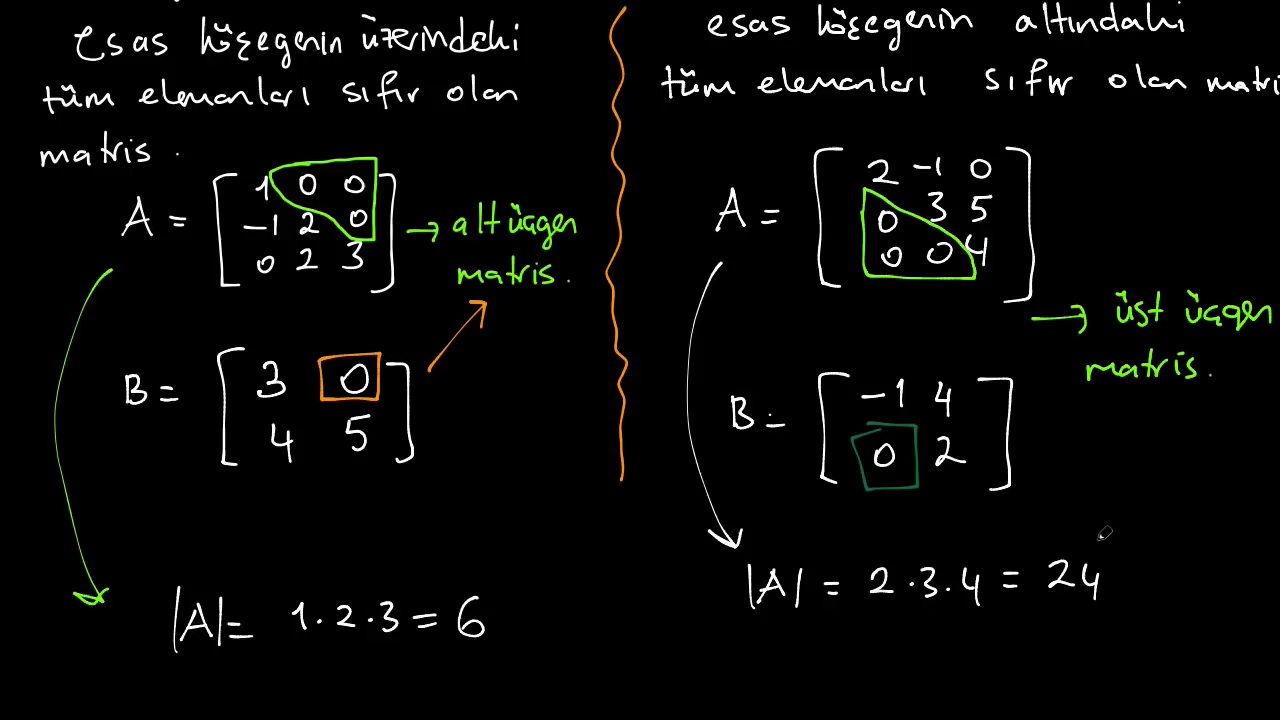 Esas köşegenin üzerindeki
tüm elemanları sıfır olan
matris.
A = [ 1 0 0
-1 2 0
0 2 3 ] → alt üçgen
matris.
B = [ 3 0
4 5 ]
|A| = 1·2·3 = 6
esas köşegenin altındaki
tüm elemanları sıfır olan matri
A = [ 2 -1 0
0 3 5
0 0 4 ]
→ üst üçgen
matris.
B = [ -1 4
0 2 ]
|A| = 2·3·4 = 24